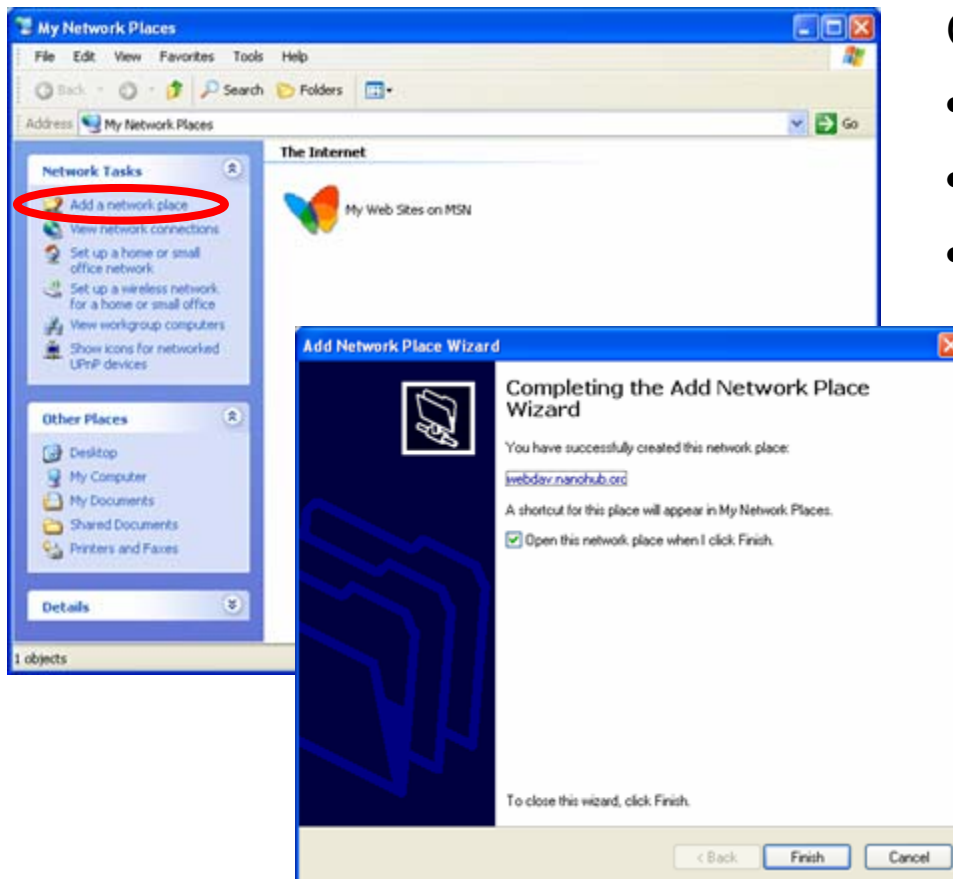 My Network Places
File Edit View Favorites Tools Help
Back Search Folders
Address My Network Places Go
Network Tasks
Add a network place
View network connections
Set up a home or small
office network
Set up a wireless network
for a home or small office
View workgroup computers
Show icons for networked
UPnP devices
Other Places
Desktop
My Computer
My Documents
Shared Documents
Printers and Faxes
Details
1 objects
The Internet
My Web Sites on MSN
Add Network Place Wizard
Completing the Add Network Place
Wizard
You have successfully created this network place:
webdav.nanohub.org
A shortcut for this place will appear in My Network Places.
Open this network place when I click Finish.
To close this wizard, click Finish.
< Back Finish Cancel